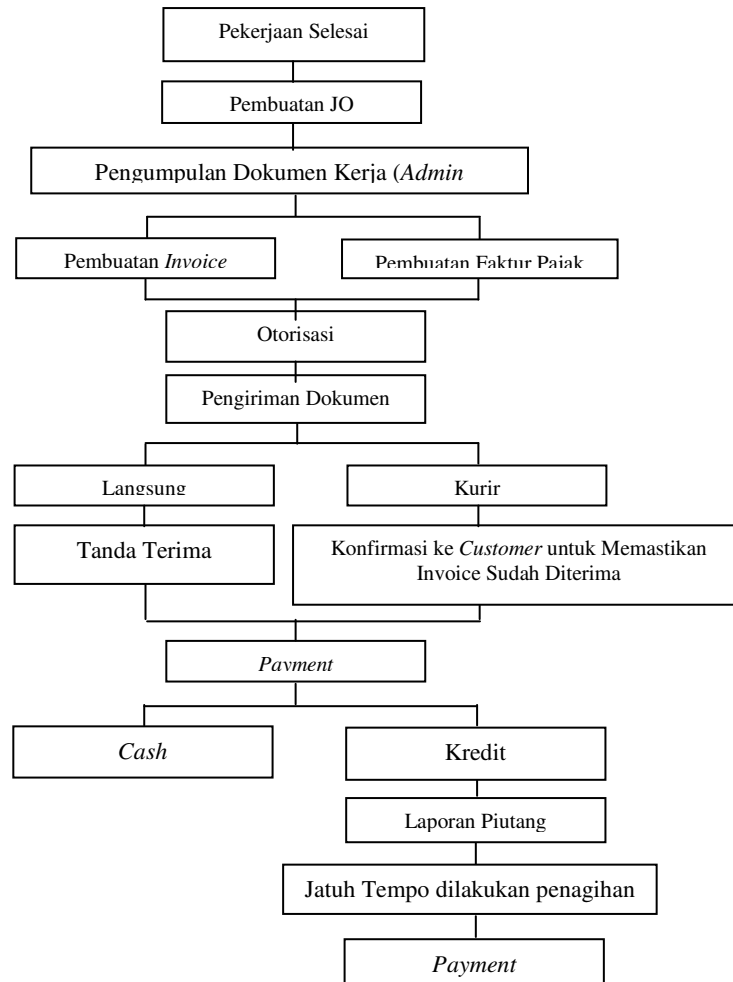 Pekerjaan Selesai
Pembuatan JO
Pengumpulan Dokumen Kerja (Admin
Pembuatan Invoice
Pembuatan Faktur Pajak
Otorisasi
Pengiriman Dokumen
Langsung
Kurir
Tanda Terima
Konfirmasi ke Customer untuk Memastikan
Invoice Sudah Diterima
Payment
Cash
Kredit
Laporan Piutang
Jatuh Tempo dilakukan penagihan
Payment